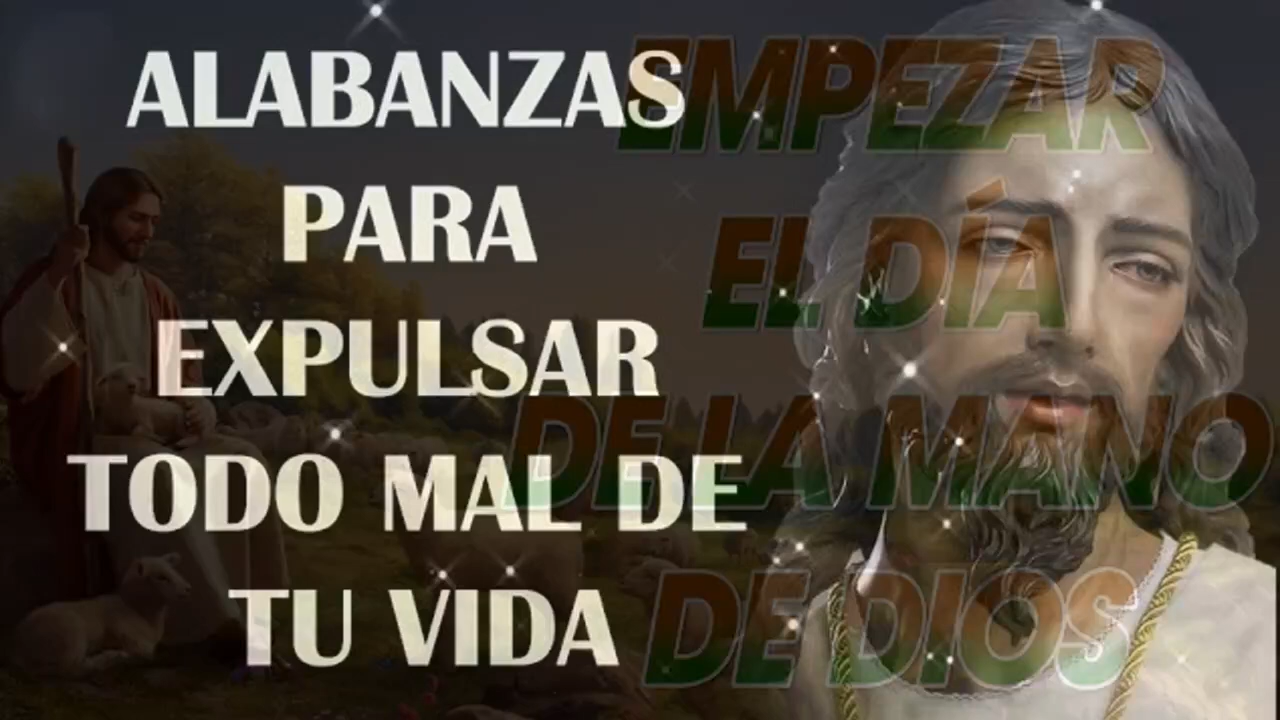 ALABANZAS
PARA
EXPULSAR
TODO MAL DE
TU VIDA
EMPEZAR
EL DÍA
DE LA MANO
DE DIOS